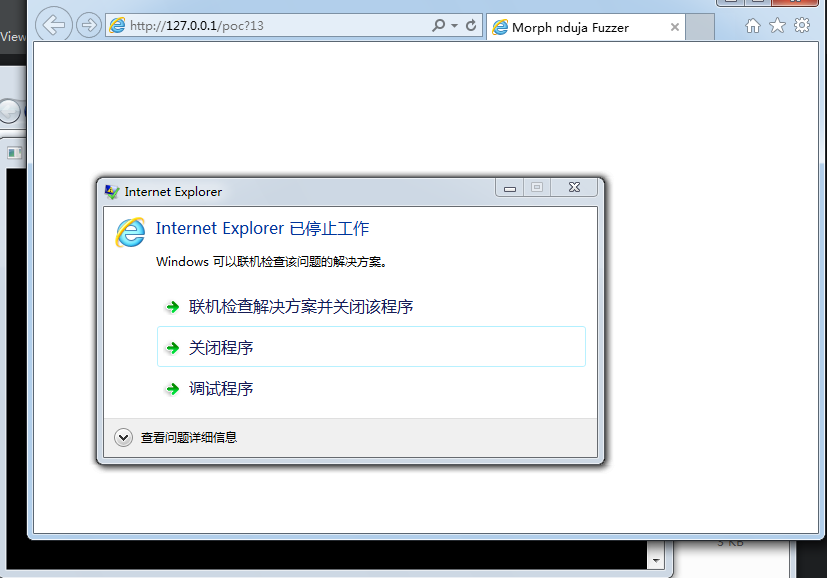 View
http://127.0.0.1/poc?13
Morph nduja Fuzzer
Internet Explorer
Internet Explorer 已停止工作
Windows 可以联机检查该问题的解决方案。
联机检查解决方案并关闭该程序
关闭程序
调试程序
查看问题详细信息